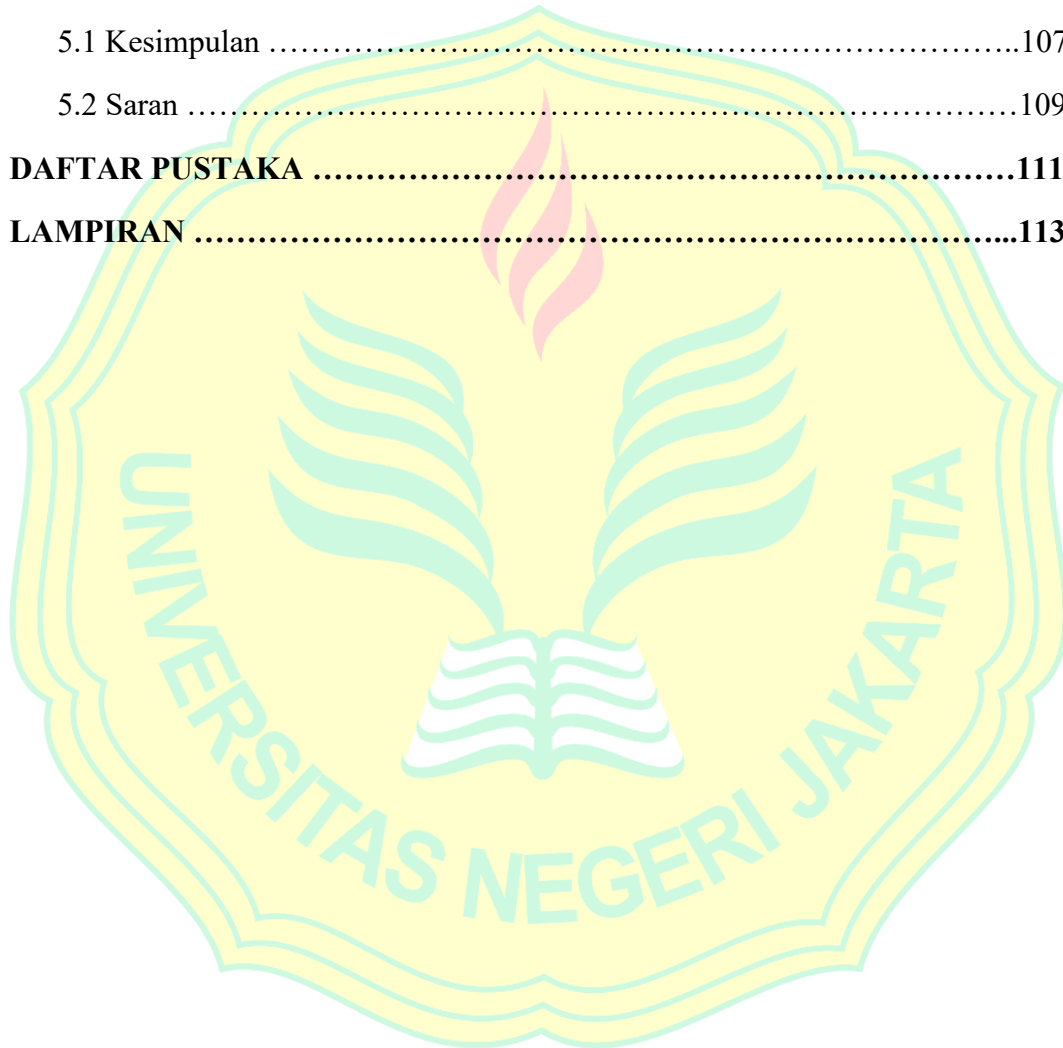 5.1 Kesimpulan …………………………………………………………..107
5.2 Saran ……………………………………………………………………109
DAFTAR PUSTAKA …………………………………………………………111
LAMPIRAN …………………………………………………………………...113
UNIVERSITAS NEGERI JAKARTA